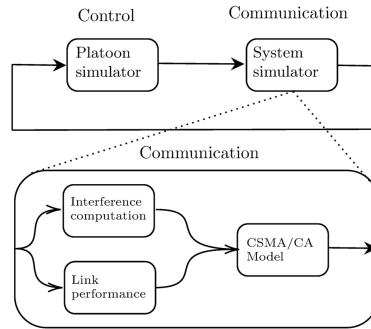 Control
Communication
Platoon
simulator
System
simulator
Communication
Interference
computation
Link
performance
CSMA/CA
Model